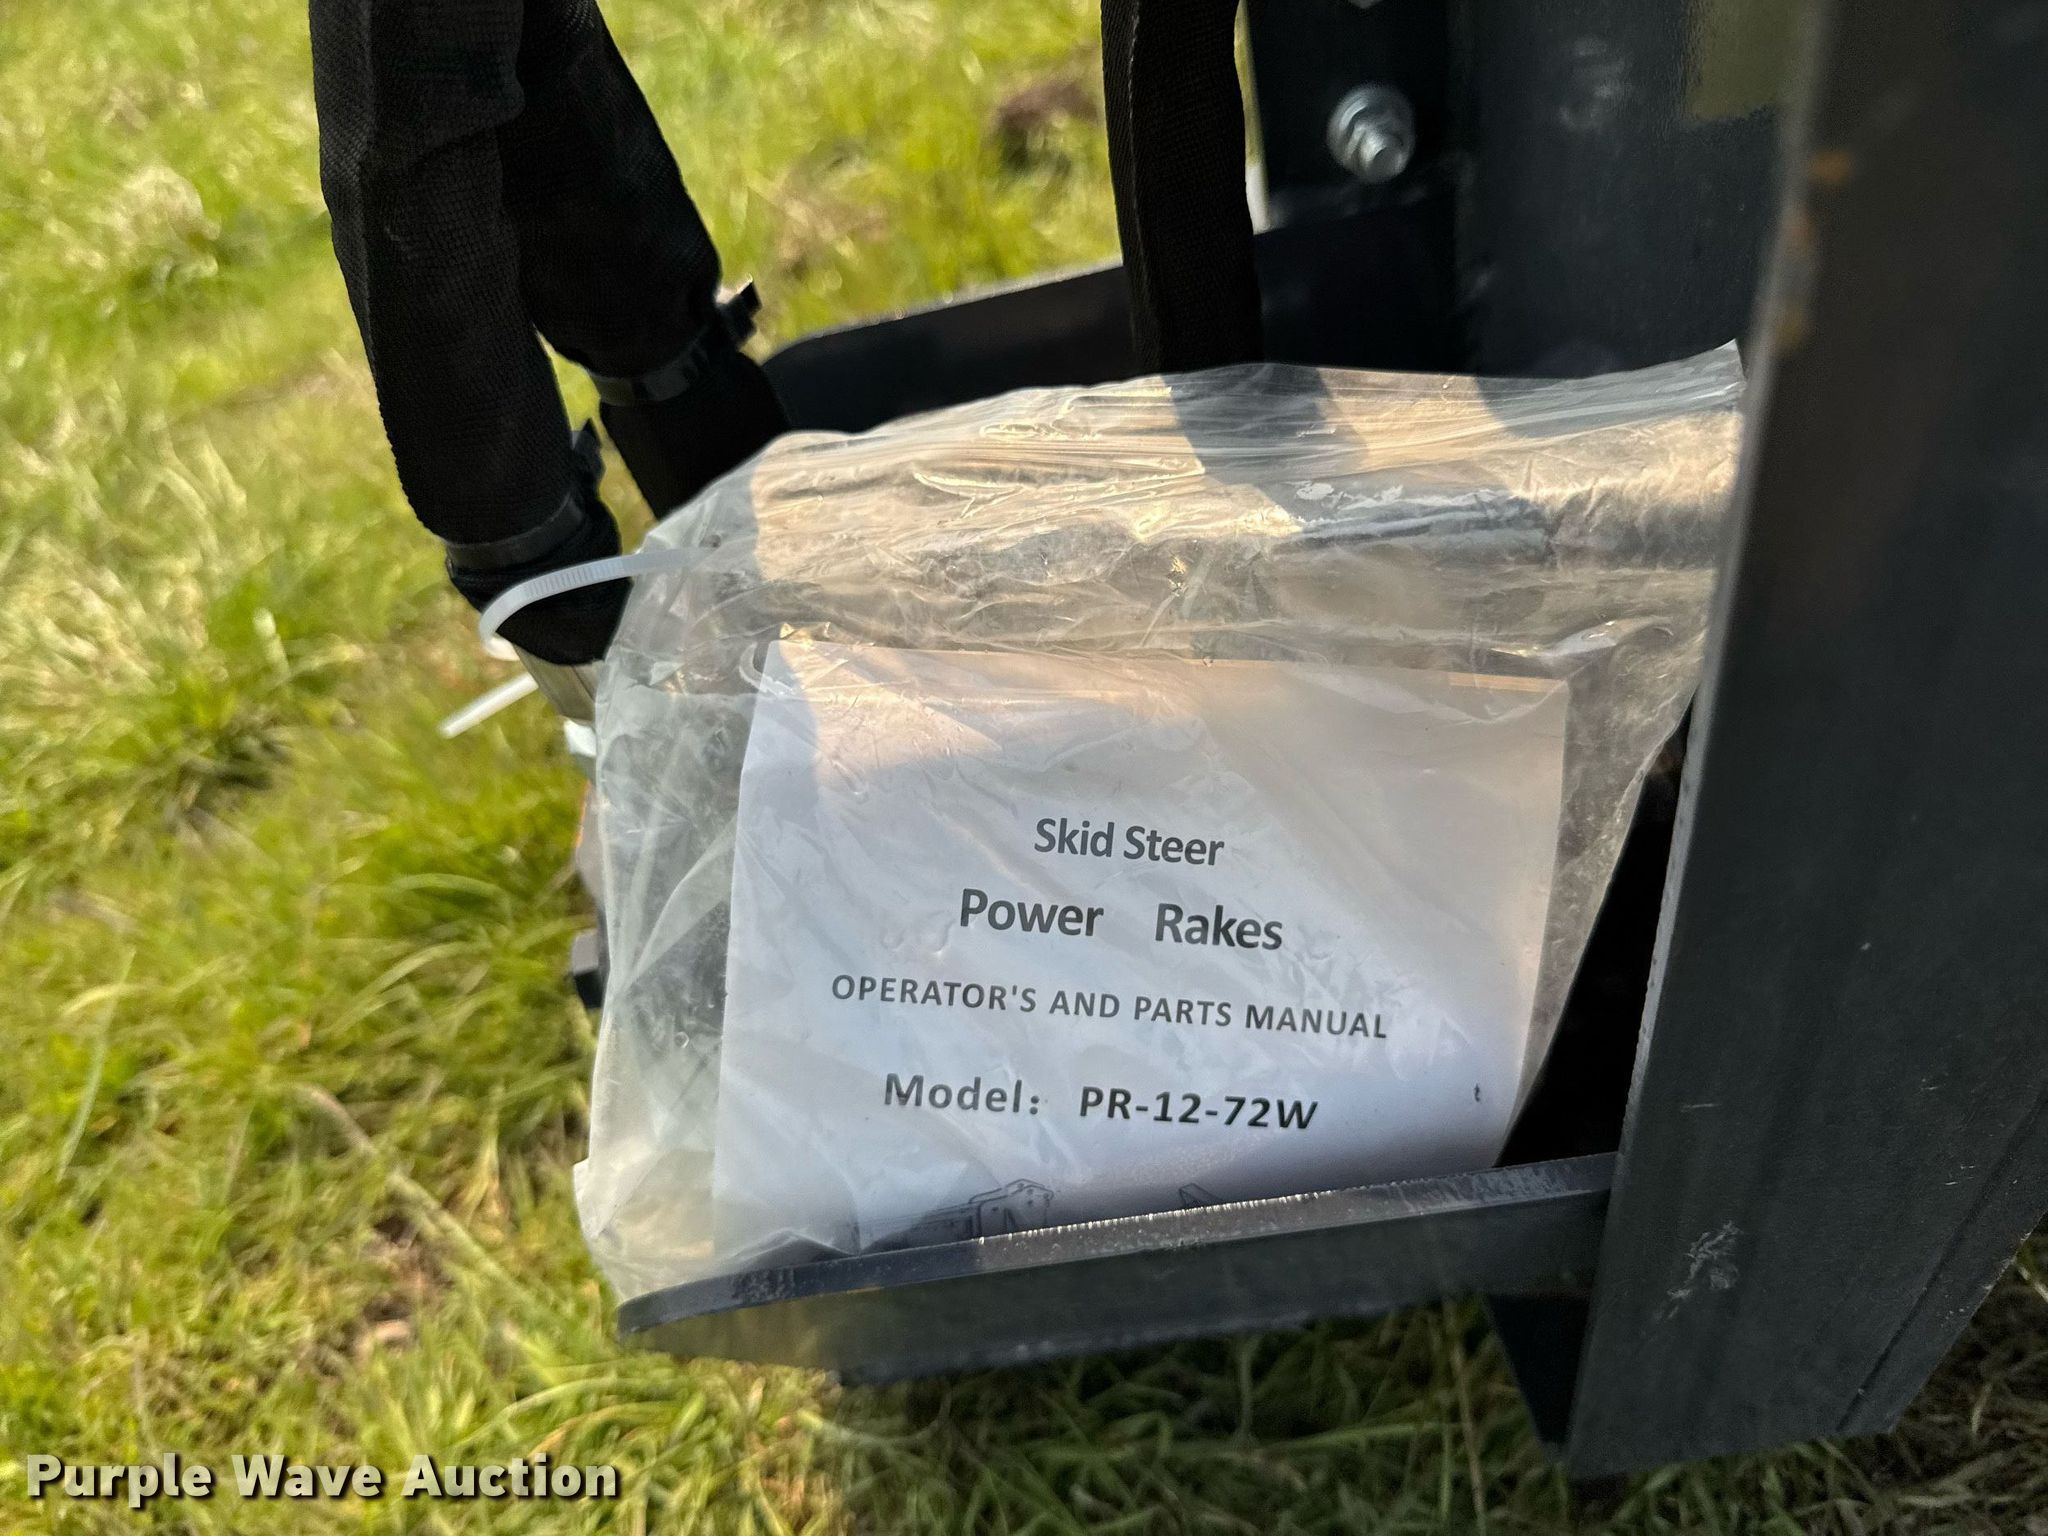 Skid Steer
Power Rakes
OPERATOR'S AND PARTS MANUAL
Model: PR-12-72W
t
Purple Wave Auction